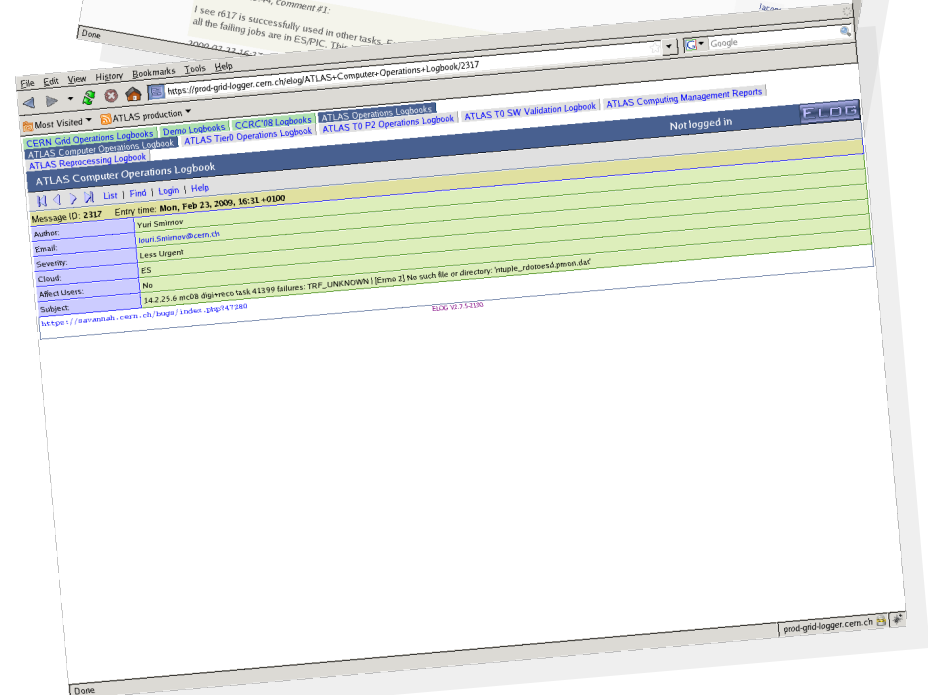 comment #1:
I see r617 is successfully used in other tasks.
all the failing jobs are in ES/PIC.
Done
File Edit View History Bookmarks Tools Help
https://prod-grid-logger.cern.ch/elog/ATLAS+Computer+Operations+Logbook/2317
Google
Most Visited ATLAS production
CERN Grid Operations Logbooks Demo Logbooks CCRC'08 Logbooks ATLAS Operations Logbooks
ATLAS Computer Operations Logbook ATLAS Tier0 Operations Logbook ATLAS T0 P2 Operations Logbook ATLAS T0 SW Validation Logbook ATLAS Computing Management Reports
ATLAS Reprocessing Logbook
ATLAS Computer Operations Logbook Not logged in ELOG
List | Find | Login | Help
Message ID: 2317 Entry time: Mon, Feb 23, 2009, 16:31 +0100
Author: Yuri Smirnov
Email: Iouri.Smirnov@cern.ch
Severity: Less Urgent
Cloud: ES
Affect Users: No
Subject: 14.2.25.6 mc08 digi+reco task 41399 failures: TRF_UNKNOWN | [Errno 2] No such file or directory: 'ntuple_rdotoesd.pmon.dat'
https://savannah.cern.ch/bugs/index.php?47280
ELOG V2.7.5-2130
prod-grid-logger.cern.ch
Done